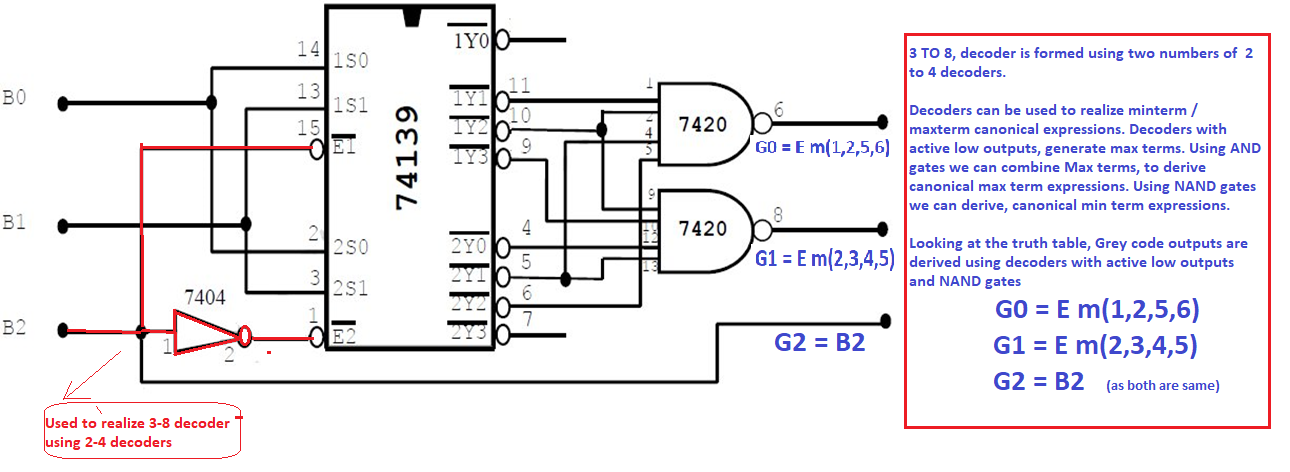 B0
B1
B2
14
13
15
2
3
1
1S0
1S1
E1
2S0
2S1
E2
74139
1Y0
1Y1
1Y2
1Y3
2Y0
2Y1
2Y2
2Y3
11
10
9
4
5
6
7
7404
1
2
1
2
4
5
7420
6
G0 = E m(1,2,5,6)
9
10
12
13
7420
8
G1 = E m(2,3,4,5)
G2 = B2
Used to realize 3-8 decoder
using 2-4 decoders
3 TO 8, decoder is formed using two numbers of 2
to 4 decoders.
Decoders can be used to realize minterm /
maxterm canonical expressions. Decoders with
active low outputs, generate max terms. Using AND
gates we can combine Max terms, to derive
canonical max term expressions. Using NAND gates
we can derive, canonical min term expressions.
Looking at the truth table, Grey code outputs are
derived using decoders with active low outputs
and NAND gates
G0 = E m(1,2,5,6)
G1 = E m(2,3,4,5)
G2 = B2 (as both are same)